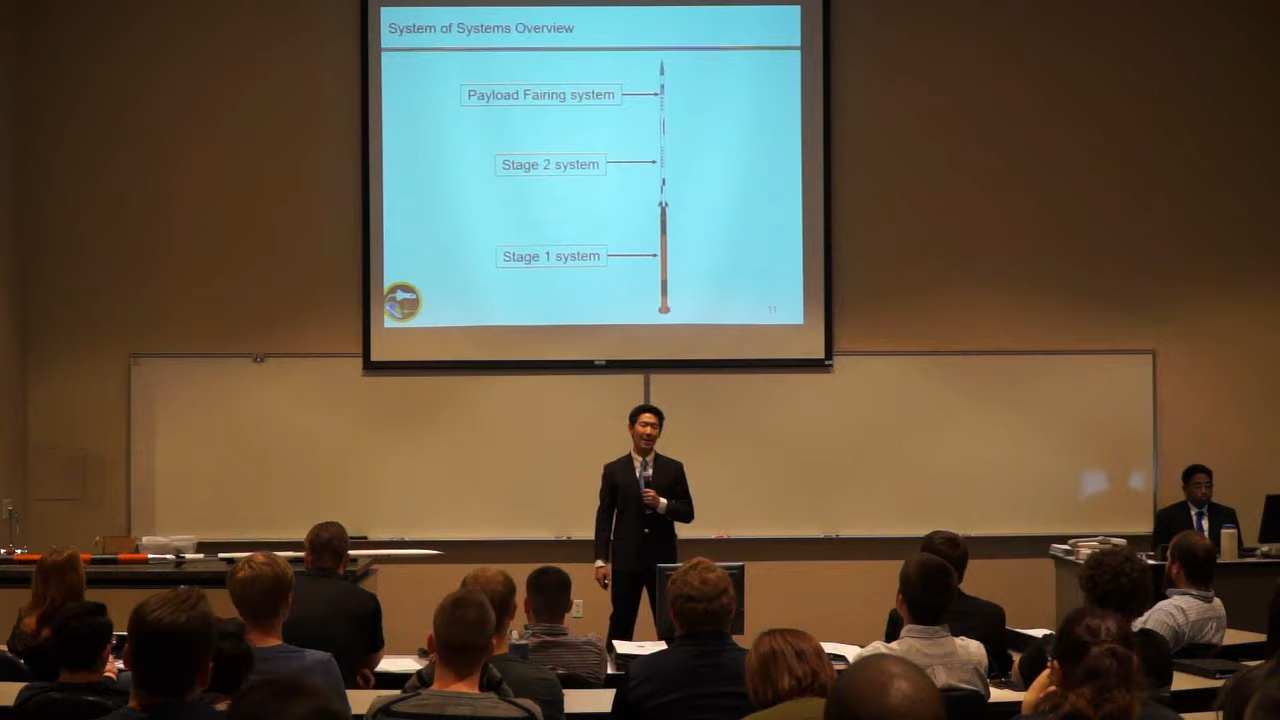 System of Systems Overview
Payload Fairing system
Stage 2 system
Stage 1 system
11